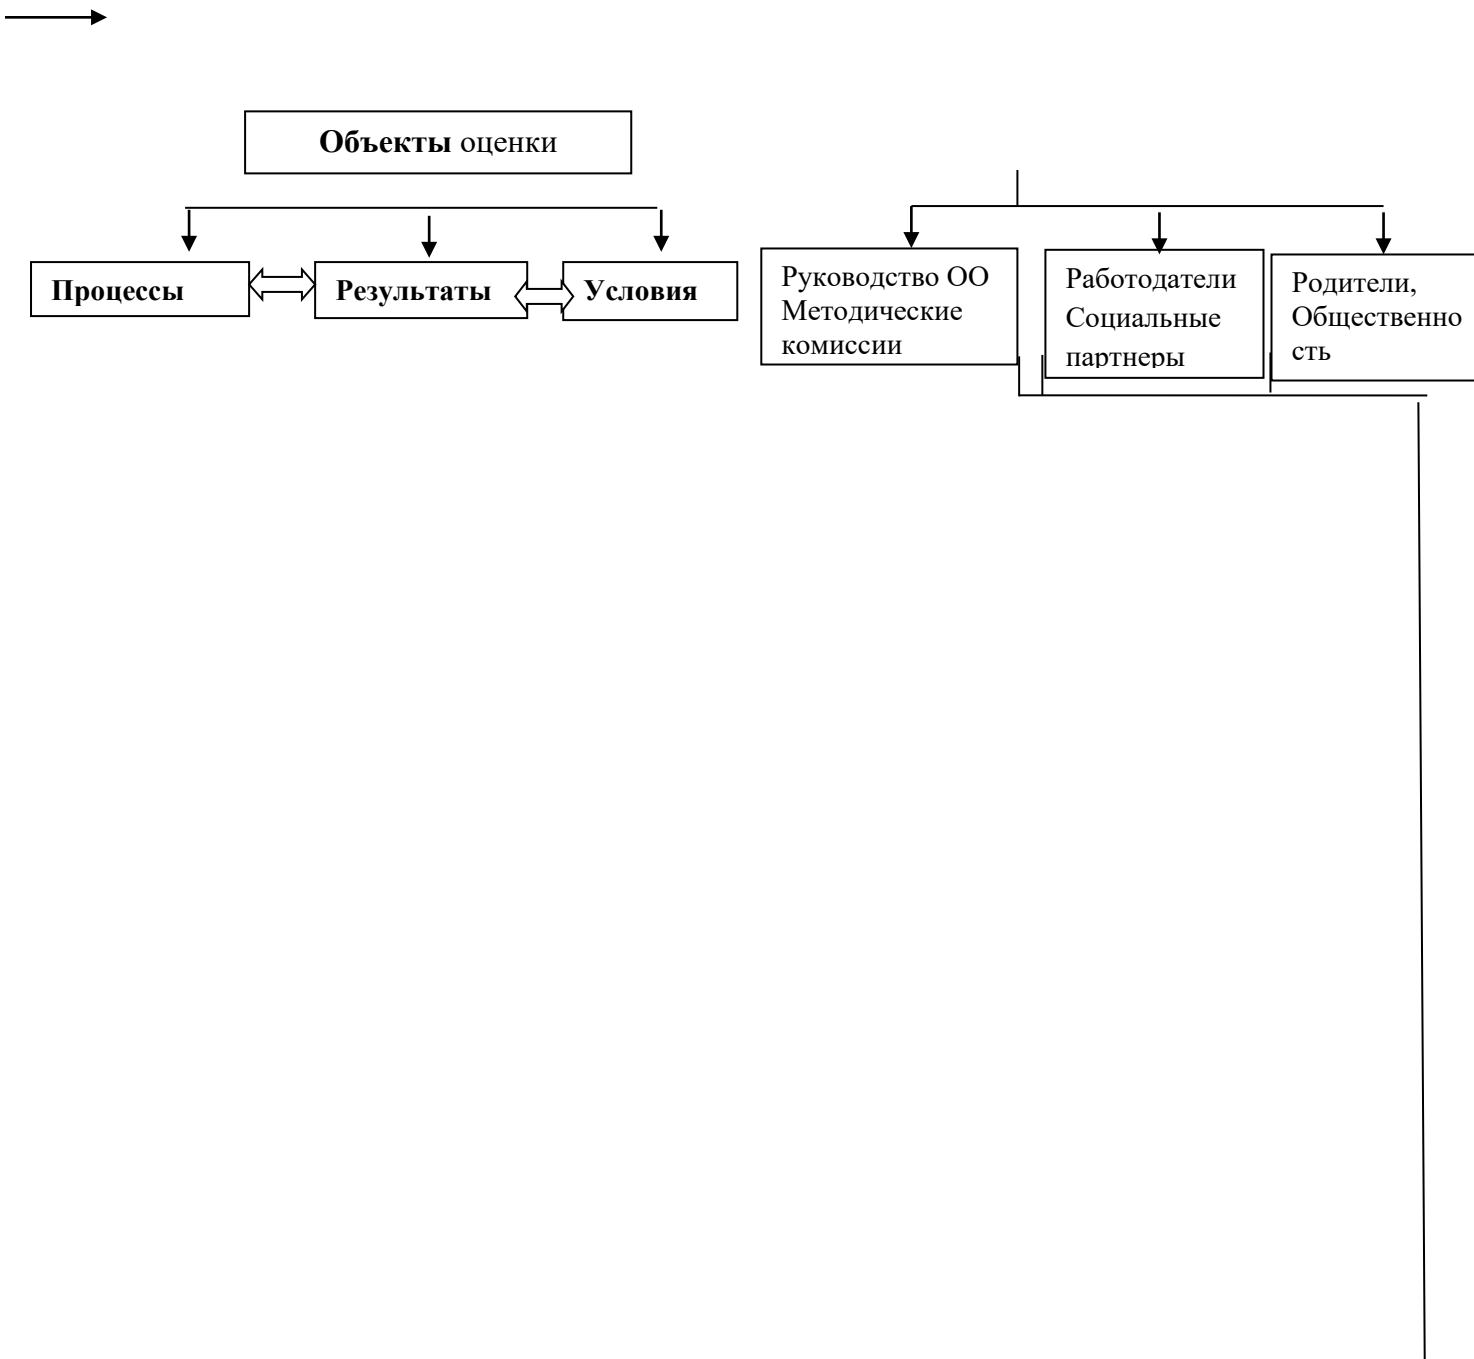 Объекты оценки
Процессы
Результаты
Условия
Руководство ОО
Методические
комиссии
Работодатели
Социальные
партнеры
Родители,
Общественно
сть